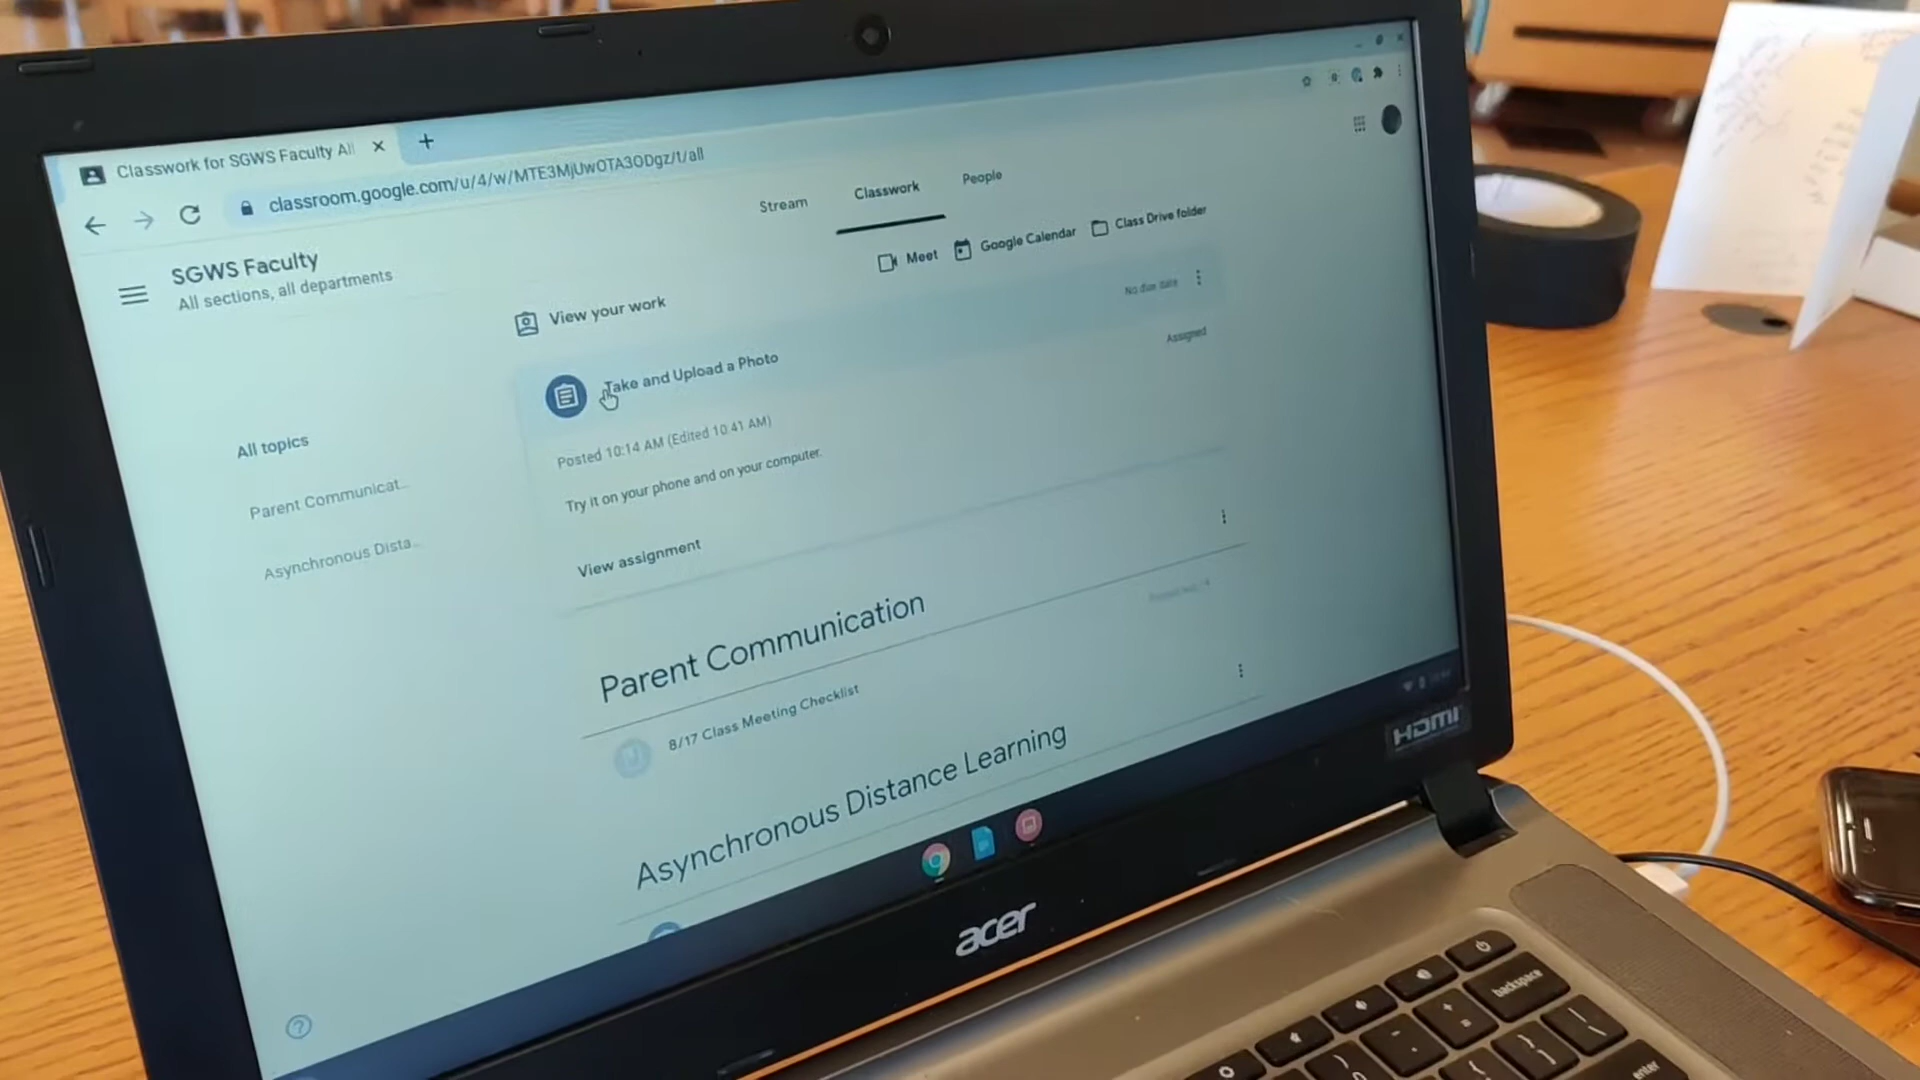 Classwork for SGWS Faculty All
classroom.google.com/u/4/w/MTE3MjUwOTA3ODgz/t/all
SGWS Faculty
All sections, all departments
Stream
Classwork
People
Meet
Google Calendar
Class Drive folder
View your work
Take and Upload a Photo
No due date
Assigned
Posted 10:14 AM (Edited 10:41 AM)
Try it on your phone and on your computer.
View assignment
All topics
Parent Communicat...
Asynchronous Dista...
Parent Communication
8/17 Class Meeting Checklist
Asynchronous Distance Learning
HDMI
acer
backspace
enter